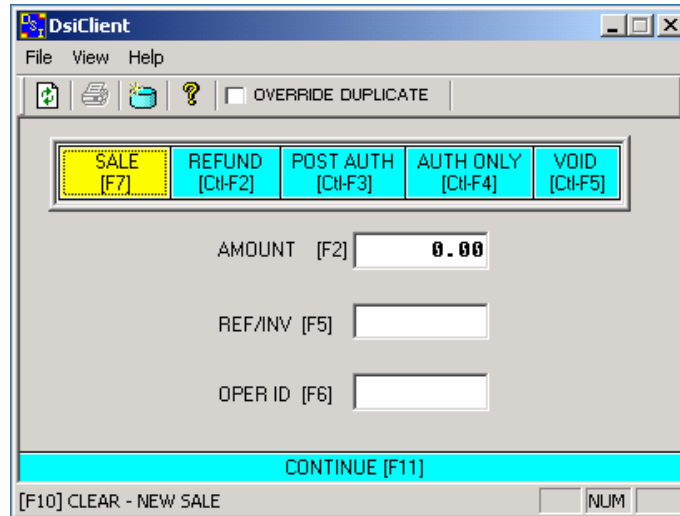 DsiClient
File View Help
OVERRIDE DUPLICATE
SALE REFUND POST AUTH AUTH ONLY VOID
[F7] [Ctl-F2] [Ctl-F3] [Ctl-F4] [Ctl-F5]
AMOUNT [F2] 0.00
REF/INV [F5]
OPER ID [F6]
CONTINUE [F11]
[F10] CLEAR - NEW SALE NUM